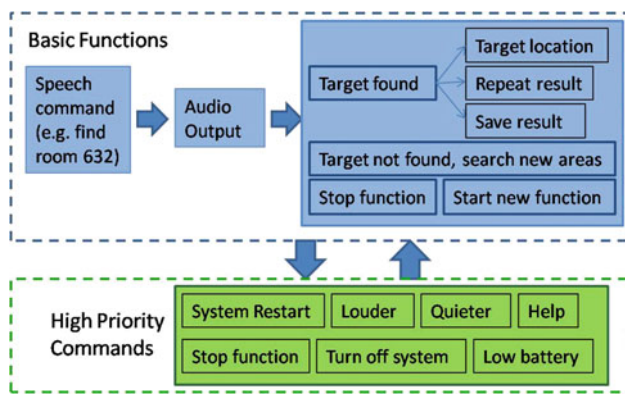 Basic Functions
Speech
command
(e.g. find
room 632)
Audio
Output
Target found
Target location
Repeat result
Save result
Target not found, search new areas
Stop function
Start new function
High Priority
Commands
System Restart
Louder
Quieter
Help
Stop function
Turn off system
Low battery